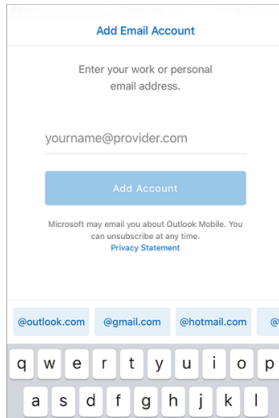 Add Email Account
Enter your work or personal
email address.
yourname@provider.com
Add Account
Microsoft may email you about Outlook Mobile. You
can unsubscribe at any time.
Privacy Statement
@outlook.com @gmail.com @hotmail.com @
q w e r t y u i o p
a s d f g h j k l